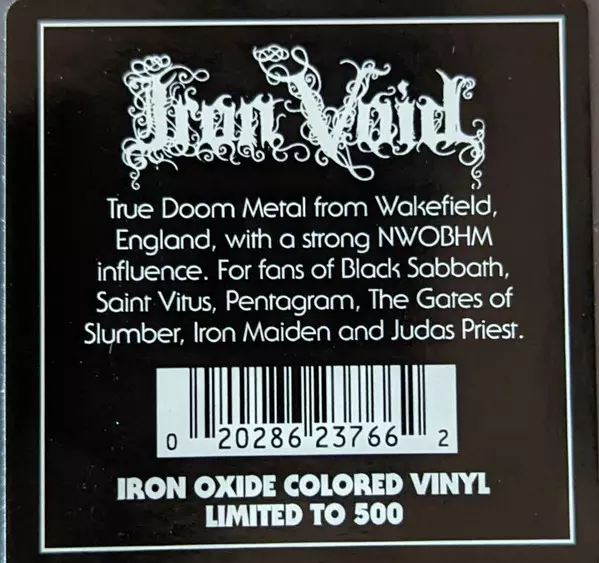 Iron Void
True Doom Metal from Wakefield,
England, with a strong NWOBHM
influence. For fans of Black Sabbath,
Saint Vitus, Pentagram, The Gates of
Slumber, Iron Maiden and Judas Priest.
0 20286 23766 2
IRON OXIDE COLORED VINYL
LIMITED TO 500